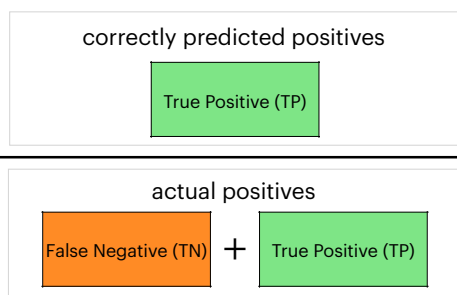 correctly predicted positives
True Positive (TP)
actual positives
False Negative (TN) + True Positive (TP)